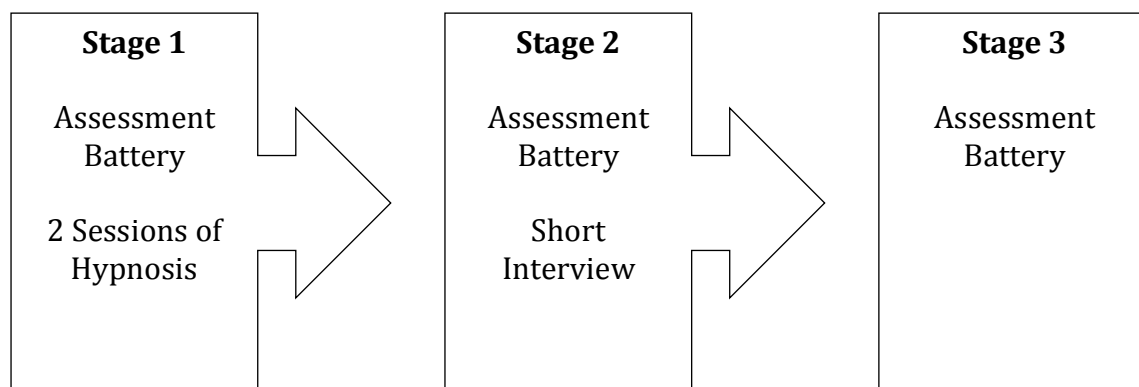 Stage 1
Assessment
Battery
2 Sessions of
Hypnosis
Stage 2
Assessment
Battery
Short
Interview
Stage 3
Assessment
Battery